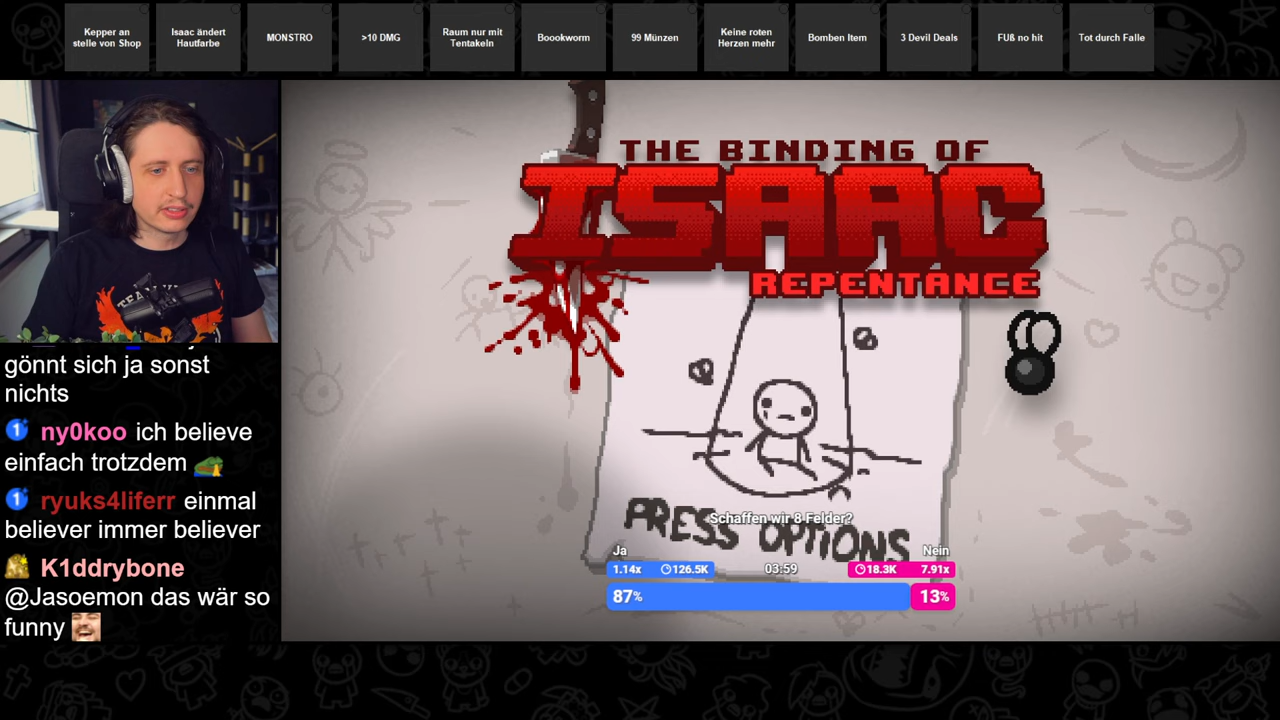 Kepper an
stelle von Shop
Isaac ändert
Hautfarbe
MONSTRO
>10 DMG
Raum nur mit
Tentakeln
Boookworm
99 Münzen
Keine roten
Herzen mehr
Bomben Item
3 Devil Deals
FUß no hit
Tot durch Falle
THE BINDING OF
ISAAC
REPENTANCE
gönnt sich ja sonst
nichts
ny0koo ich believe
einfach trotzdem
ryuks4liferr einmal
believer immer believer
K1ddrybone
@Jasoemon das wär so
funny
PRESS OPTIONS
Schaffen wir 8 Felder?
Ja
Nein
1.14x 126.5K 03:59 18.3K 7.91x
87% 13%